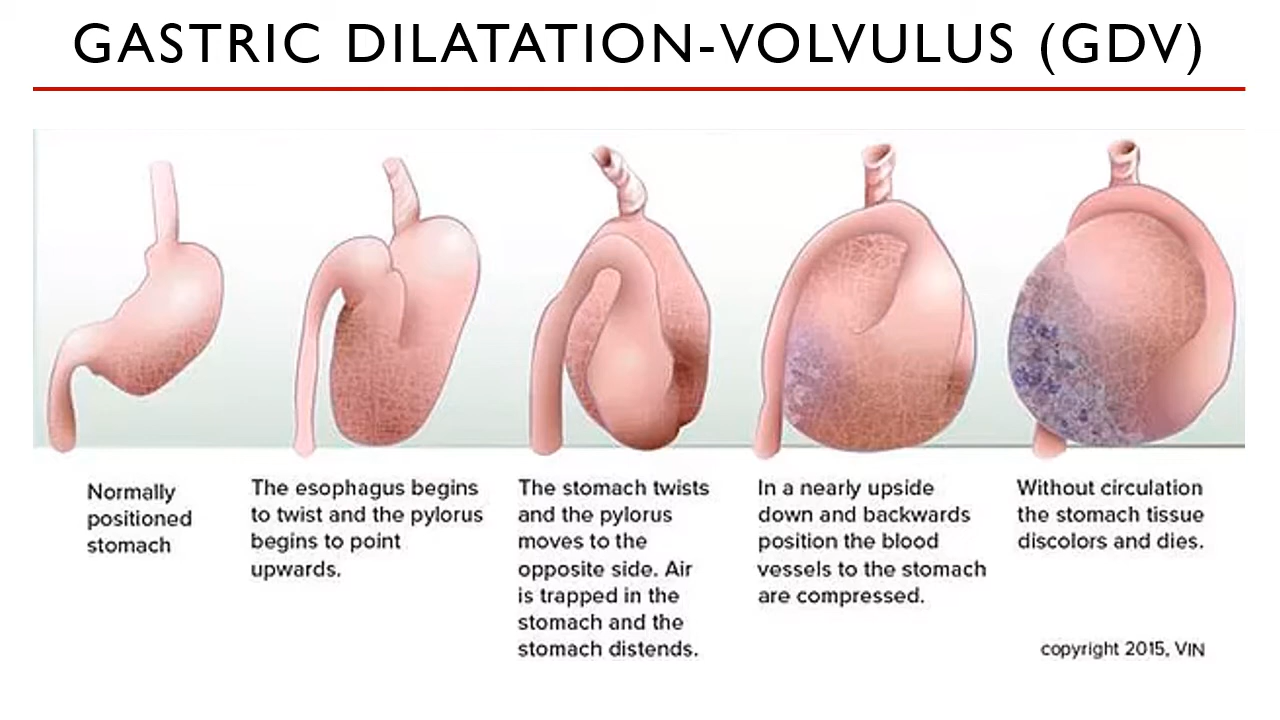 GASTRIC DILATATION-VOLVULUS (GDV)
Normally
positioned
stomach
The esophagus begins
to twist and the pylorus
begins to point
upwards.
The stomach twists
and the pylorus
moves to the
opposite side. Air
is trapped in the
stomach and the
stomach distends.
In a nearly upside
down and backwards
position the blood
vessels to the stomach
are compressed.
Without circulation
the stomach tissue
discolors and dies.
copyright 2015, VIN